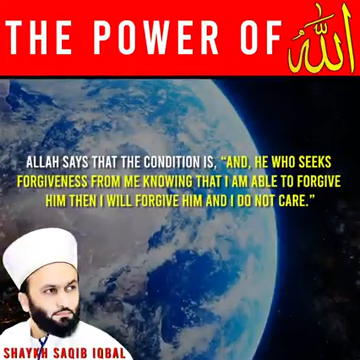 THE POWER OF الله
ALLAH SAYS THAT THE CONDITION IS, “AND, HE WHO SEEKS
FORGIVENESS FROM ME KNOWING THAT I AM ABLE TO FORGIVE
HIM THEN I WILL FORGIVE HIM AND I DO NOT CARE.”
SHAYKH SAQIB IQBAL